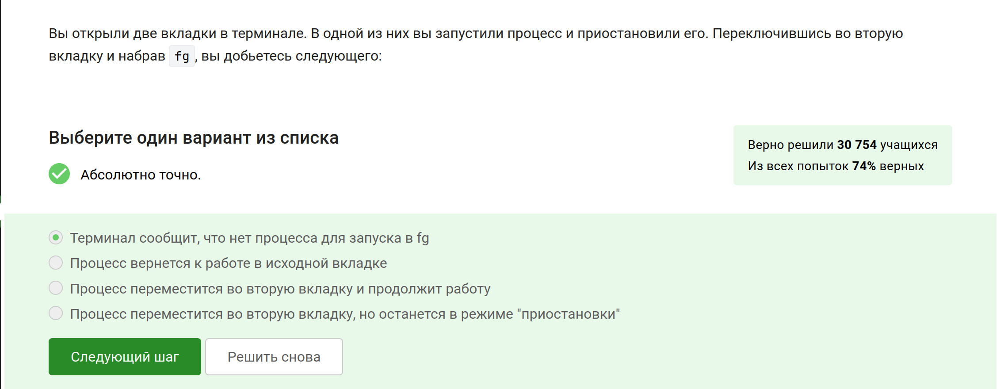 Вы открыли две вкладки в терминале. В одной из них вы запустили процесс и приостановили его. Переключившись во вторую
вкладку и набрав fg, вы добьетесь следующего:
Выберите один вариант из списка
Верно решили 30 754 учащихся
Из всех попыток 74% верных
Абсолютно точно.
Терминал сообщит, что нет процесса для запуска в fg
Процесс вернется к работе в исходной вкладке
Процесс переместится во вторую вкладку и продолжит работу
Процесс переместится во вторую вкладку, но останется в режиме "приостановки"
Следующий шаг
Решить снова